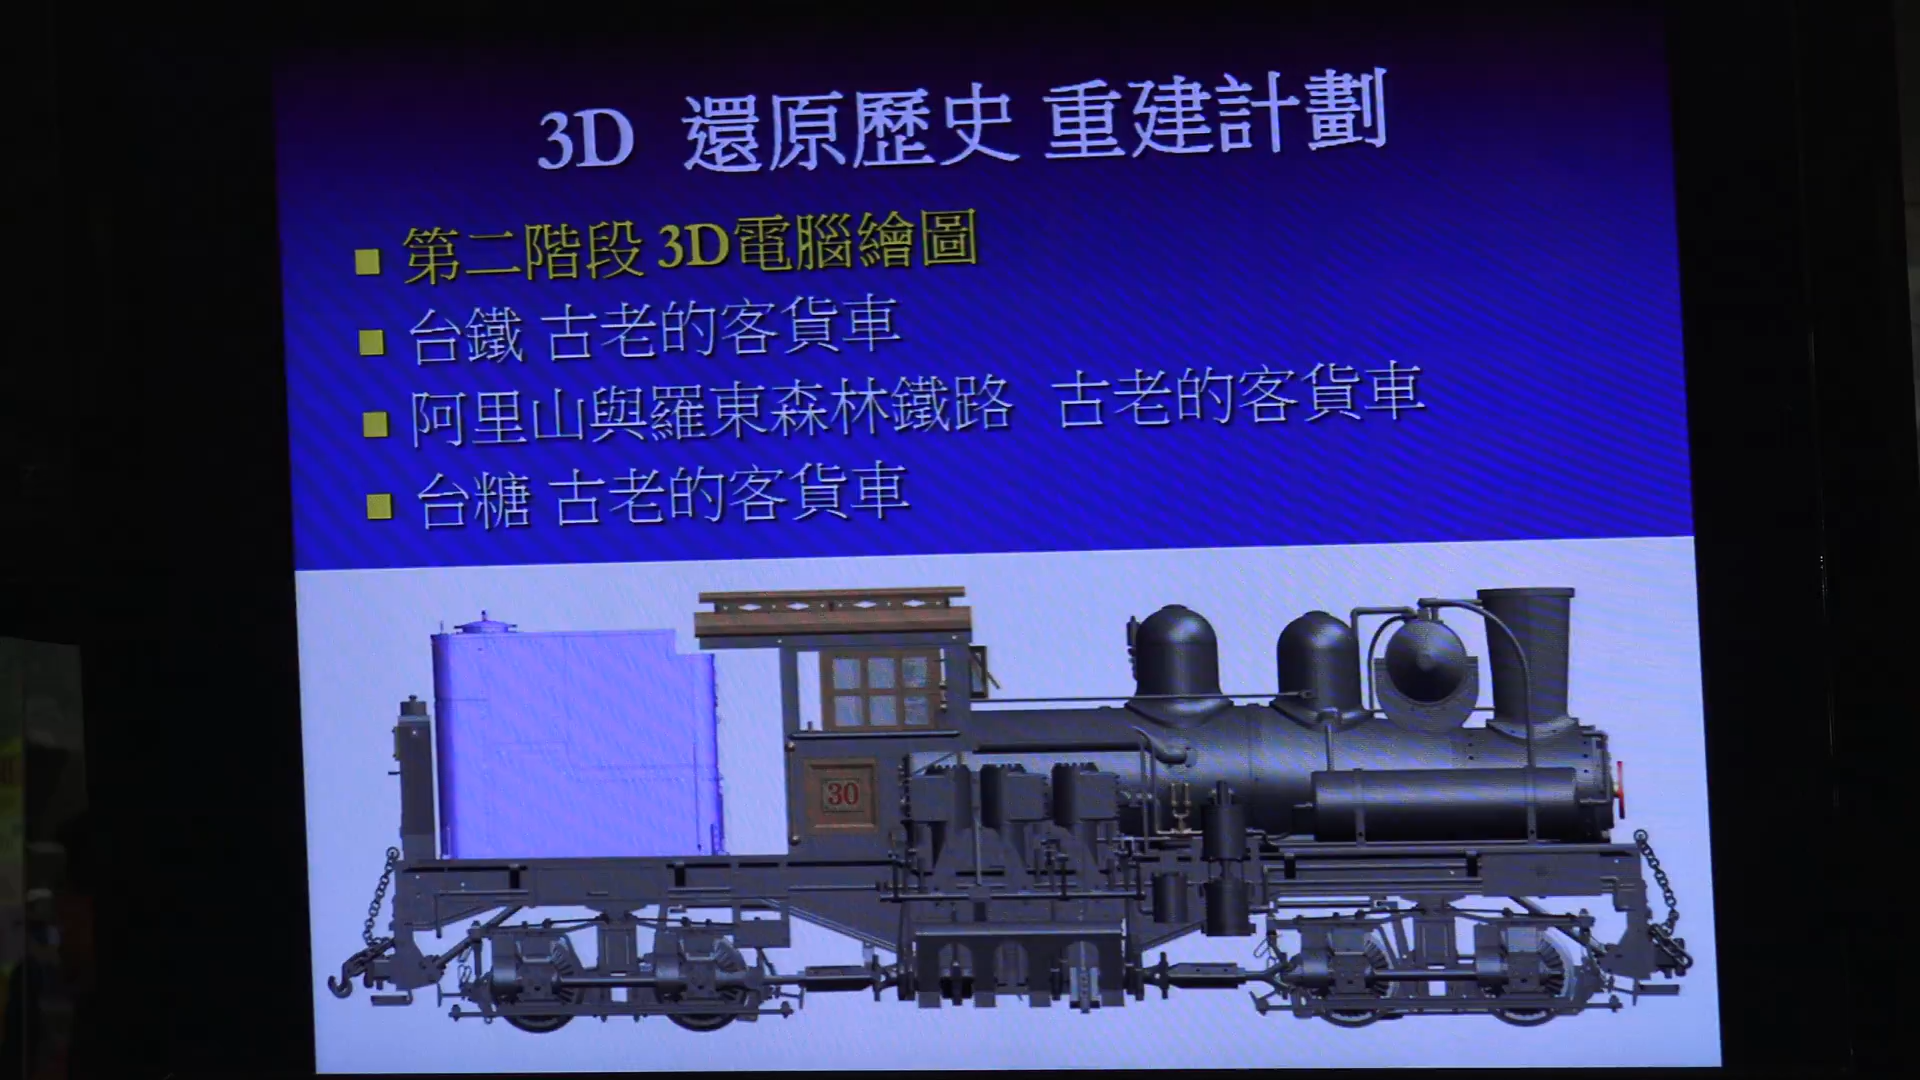 3D 還原歷史 重建計劃
第二階段 3D電腦繪圖
台鐵 古老的客貨車
阿里山與羅東森林鐵路 古老的客貨車
台糖 古老的客貨車
30